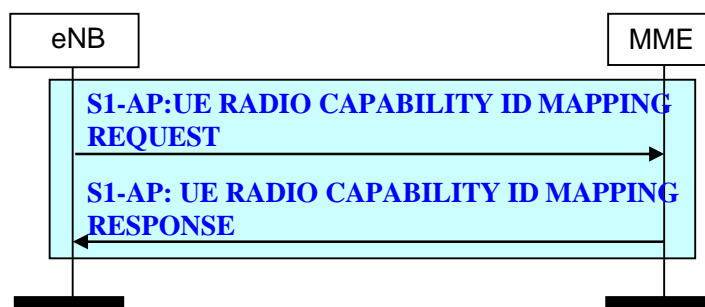 eNB
MME
S1-AP:UE RADIO CAPABILITY ID MAPPING
REQUEST
S1-AP: UE RADIO CAPABILITY ID MAPPING
RESPONSE